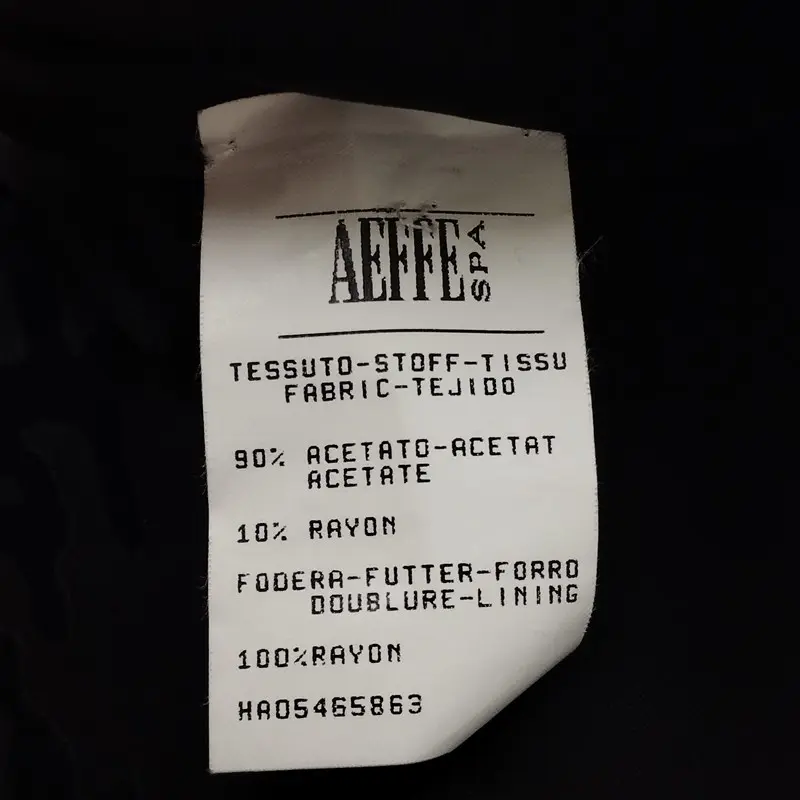 AEFFE SPA
TESSUTO-STOFF-TISSU
FABRIC-TEJIDO
90% ACETATO-ACETAT
ACETATE
10% RAYON
FODERA-FUTTER-FORRO
DOUBLURE-LINING
100%RAYON
HA05465863